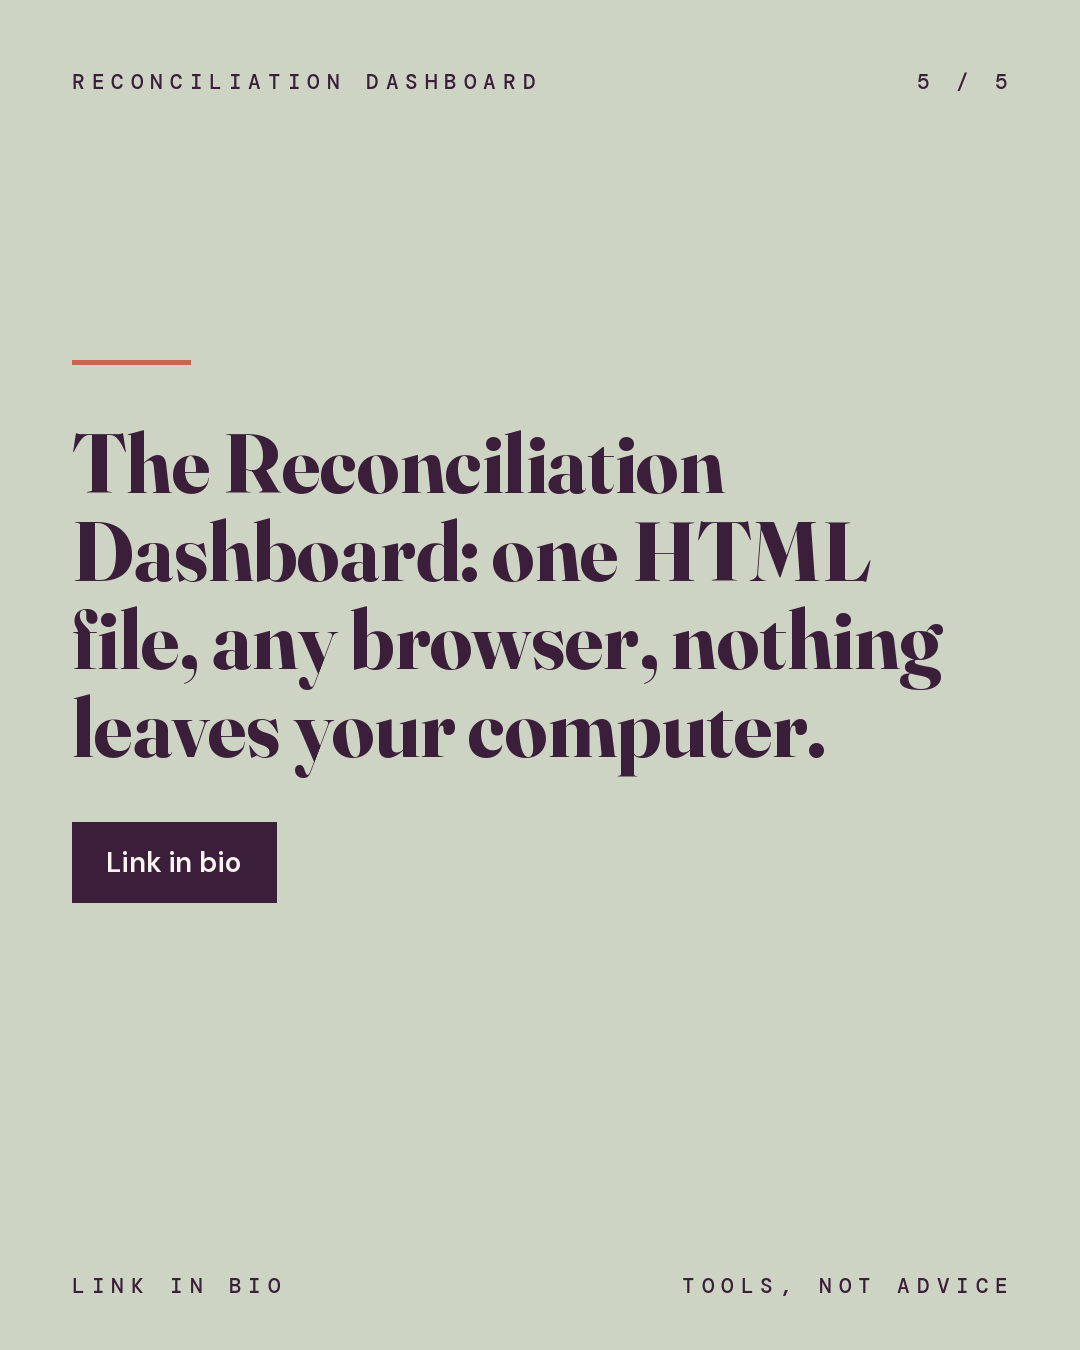 RECONCILIATION DASHBOARD
5 / 5
The Reconciliation
Dashboard: one HTML
file, any browser, nothing
leaves your computer.
Link in bio
LINK IN BIO
TOOLS, NOT ADVICE